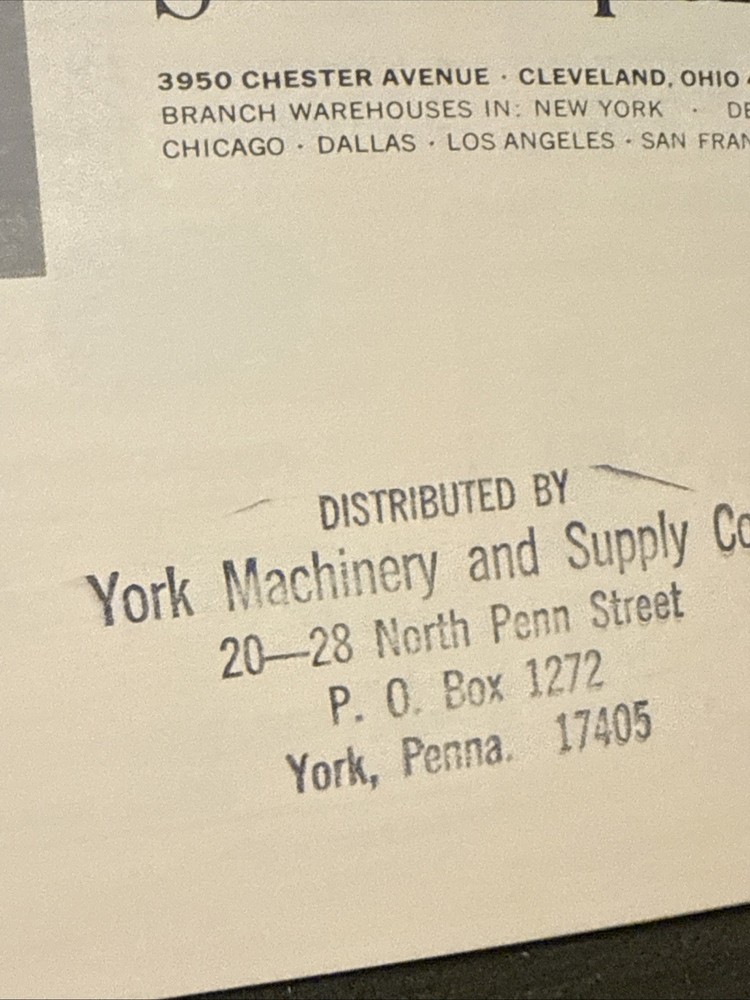 3950 CHESTER AVENUE · CLEVELAND, OHIO
BRANCH WAREHOUSES IN: NEW YORK ·
CHICAGO · DALLAS · LOS ANGELES · SAN
DISTRIBUTED BY
York Machinery and Supply Co
20—28 North Penn Street
P. O. Box 1272
York, Penna. 17405